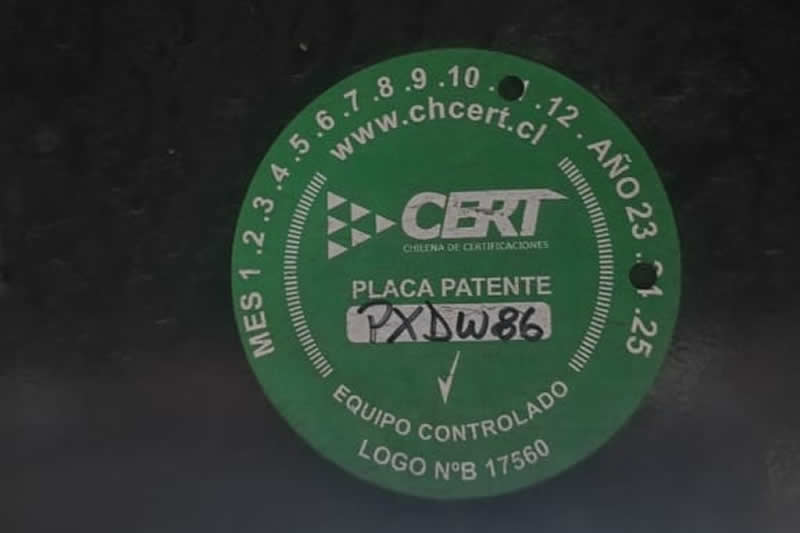 MES 1 .2 .3 .4 .5 .6 .7 .8 .9 .10 . .12 . AÑO 23 . .25
www.chcert.cl
CERT
CHILENA DE CERTIFICACIONES
PLACA PATENTE
PXDW86
EQUIPO CONTROLADO
LOGO NºB 17560